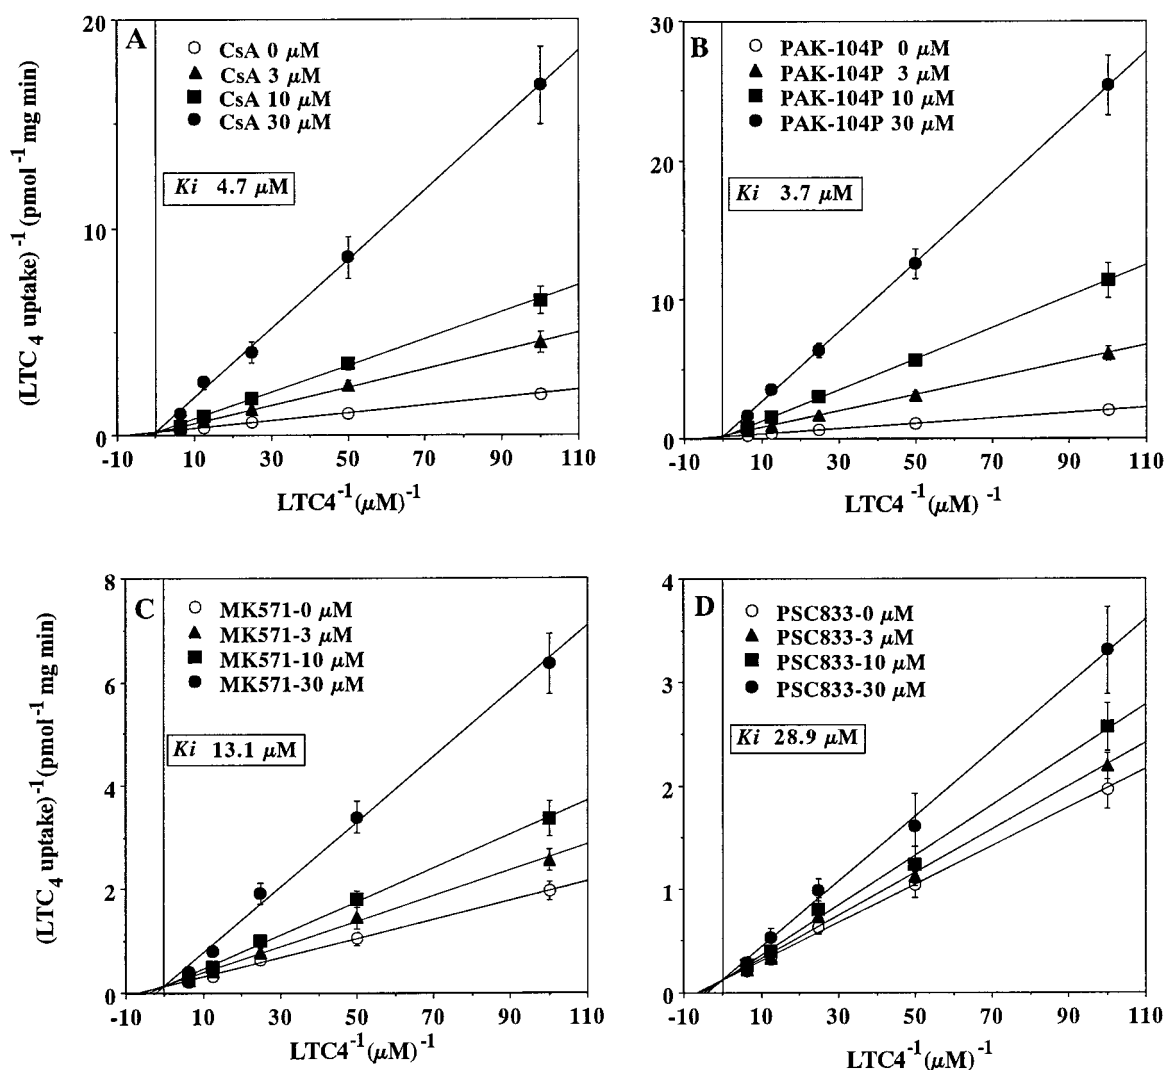 A
CsA 0 µM
CsA 3 µM
CsA 10 µM
CsA 30 µM
Ki 4.7 µM
20
10
0
-10 10 30 50 70 90 110
LTC4⁻¹(µM)⁻¹
(LTC₄ uptake)⁻¹(pmol⁻¹ mg min)
B
PAK-104P 0 µM
PAK-104P 3 µM
PAK-104P 10 µM
PAK-104P 30 µM
Ki 3.7 µM
30
20
10
0
-10 10 30 50 70 90 110
LTC4⁻¹(µM)⁻¹
C
MK571-0 µM
MK571-3 µM
MK571-10 µM
MK571-30 µM
Ki 13.1 µM
8
6
4
2
0
-10 10 30 50 70 90 110
LTC4⁻¹(µM)⁻¹
(LTC₄ uptake)⁻¹(pmol⁻¹ mg min)
D
PSC833-0 µM
PSC833-3 µM
PSC833-10 µM
PSC833-30 µM
Ki 28.9 µM
4
3
2
1
0
-10 10 30 50 70 90 110
LTC4⁻¹(µM)⁻¹